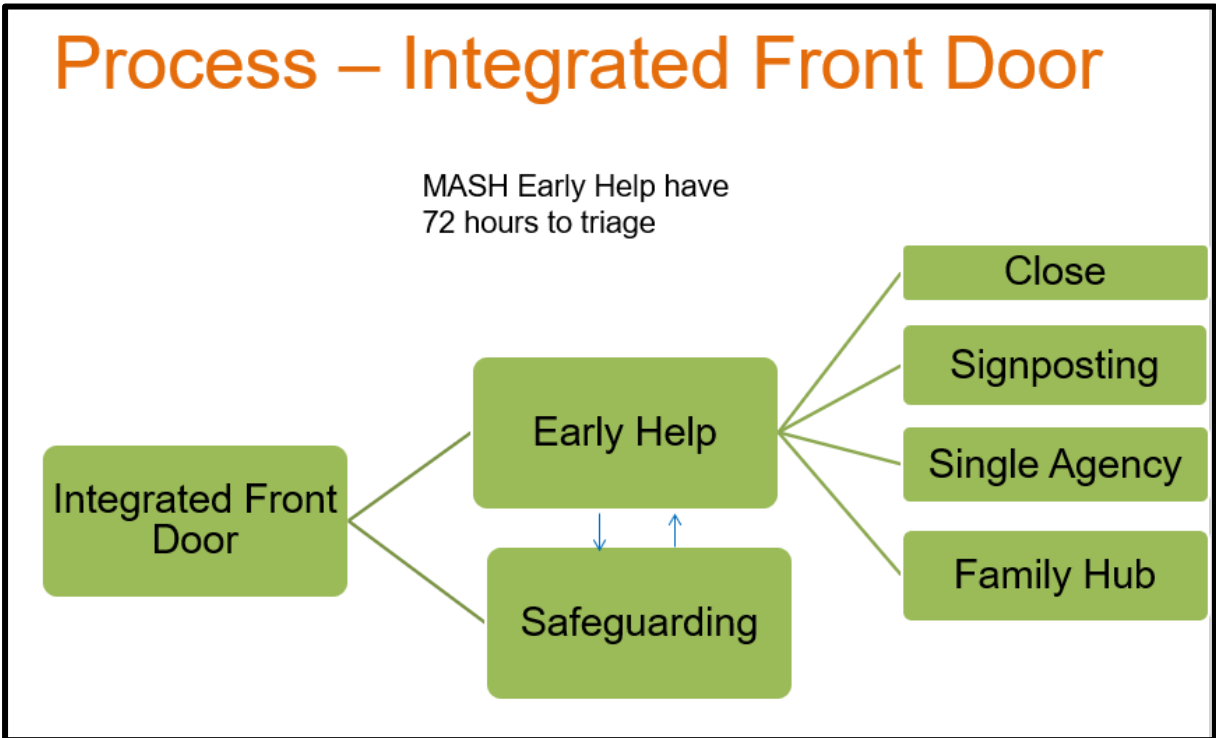 Process – Integrated Front Door
MASH Early Help have
72 hours to triage
Integrated Front
Door
Early Help
Safeguarding
Close
Signposting
Single Agency
Family Hub